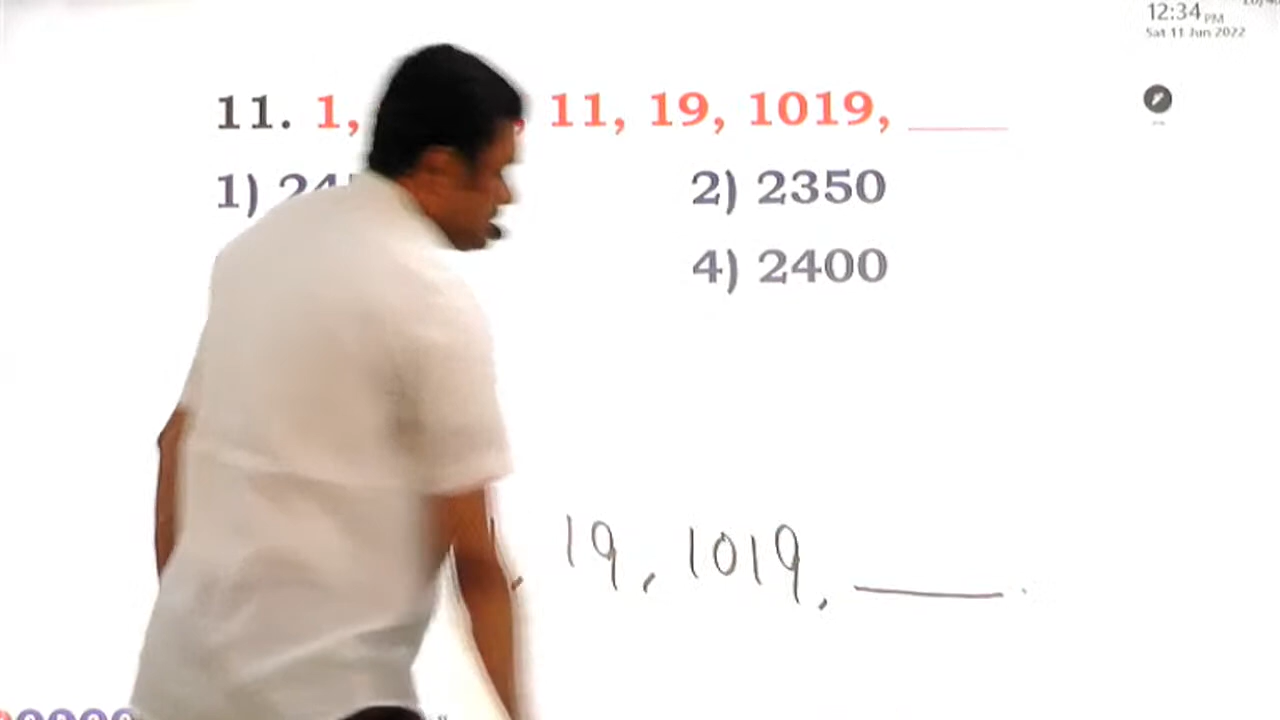 12:34 PM
Sat 11 Jun 2022
11. 1, 11, 19, 1019, ____
1) 2) 2350
4) 2400
19, 1019, ____